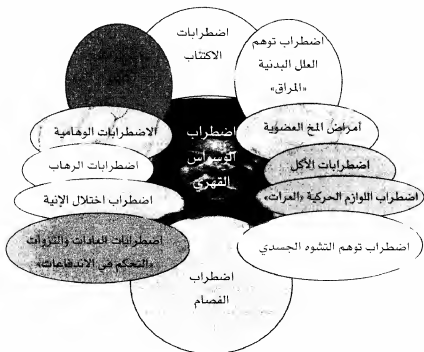 اضطرابات
الاكتئاب
اضطراب توهم
العلل البدنية
«المراق»
أمراض المخ العضوية
الاضطرابات الوهامية
اضطراب
الوسواس
القهري
اضطرابات الأكل
اضطرابات الرهاب
اضطراب اللوازم الحركية «العرات»
اضطراب اختلال الإنية
اضطراب توهم التشوه الجسدي
اضطرابات العادات والنزوات
«التحكم في الاندفاعات»
اضطراب
الفصام